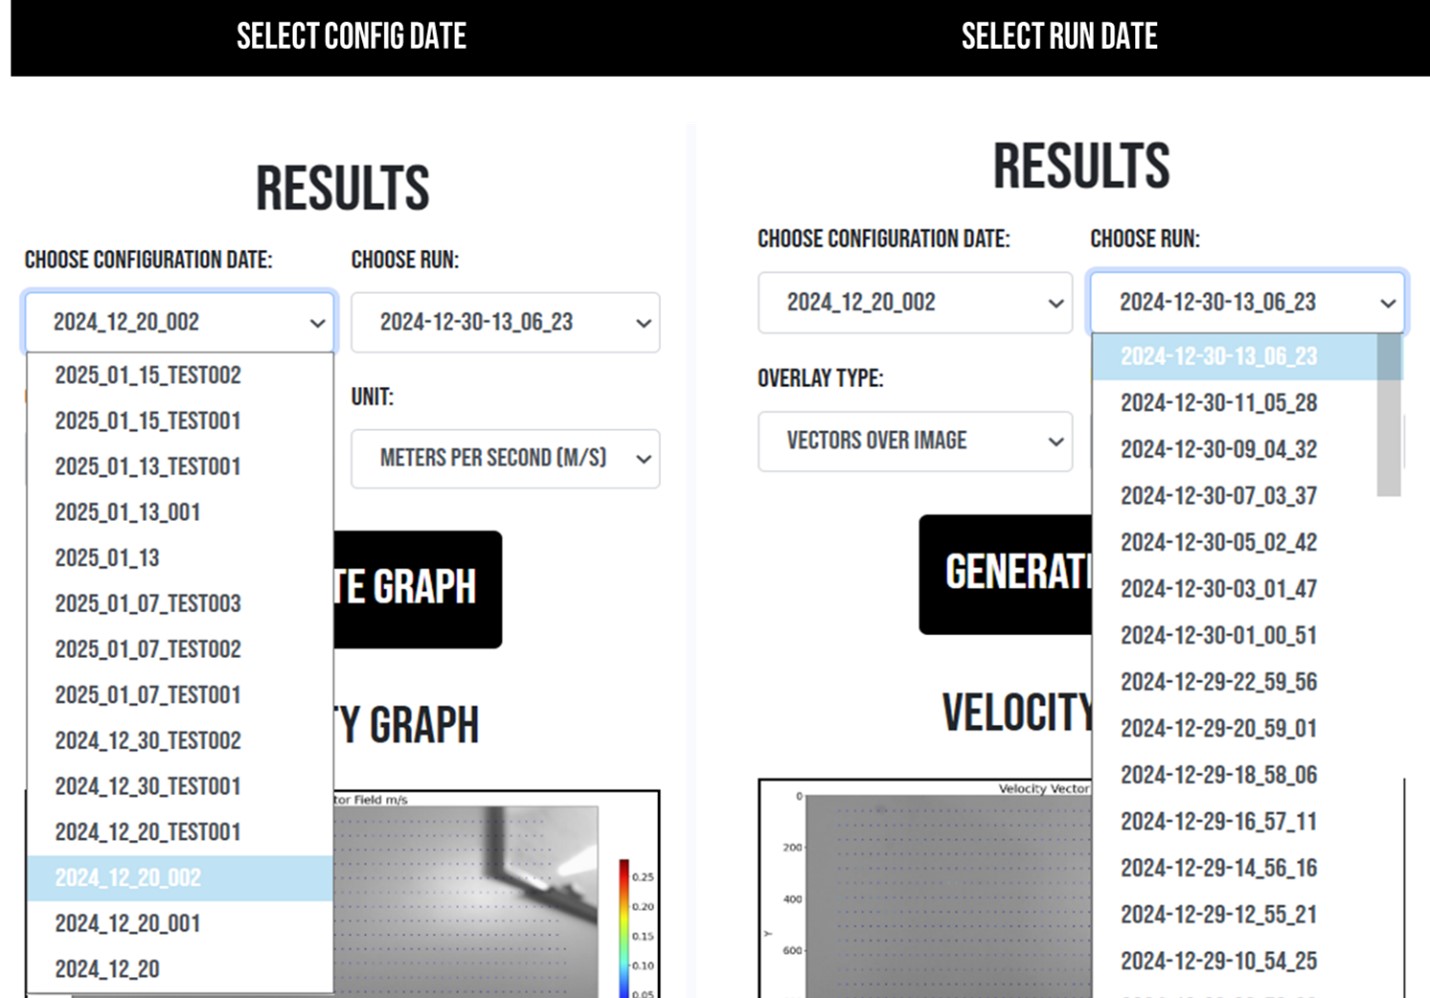 SELECT CONFIG DATE
SELECT RUN DATE
RESULTS
CHOOSE CONFIGURATION DATE:
CHOOSE RUN:
2024_12_20_002
2024-12-30-13_06_23
2025_01_15_TEST002
2025_01_15_TEST001
2025_01_13_TEST001
2025_01_13_001
2025_01_13
2025_01_07_TEST003
2025_01_07_TEST002
2025_01_07_TEST001
2024_12_30_TEST002
2024_12_30_TEST001
2024_12_20_TEST001
2024_12_20_002
2024_12_20_001
2024_12_20
UNIT:
METERS PER SECOND (M/S)
TE GRAPH
TY GRAPH
tor Field m/s
0.25
0.20
0.15
0.10
0.05
RESULTS
CHOOSE CONFIGURATION DATE:
CHOOSE RUN:
2024_12_20_002
2024-12-30-13_06_23
OVERLAY TYPE:
VECTORS OVER IMAGE
2024-12-30-13_06_23
2024-12-30-11_05_28
2024-12-30-09_04_32
2024-12-30-07_03_37
2024-12-30-05_02_42
2024-12-30-03_01_47
2024-12-30-01_00_51
2024-12-29-22_59_56
2024-12-29-20_59_01
2024-12-29-18_58_06
2024-12-29-16_57_11
2024-12-29-14_56_16
2024-12-29-12_55_21
2024-12-29-10_54_25
GENERAT
VELOCITY
Velocity Vector
0
200
400
600
Y